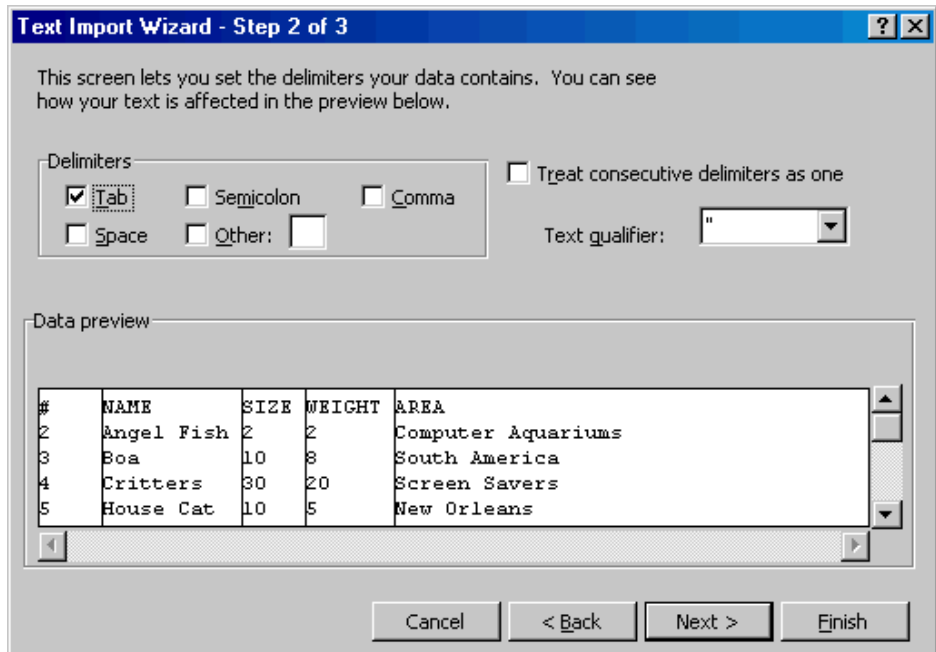 Text Import Wizard - Step 2 of 3
This screen lets you set the delimiters your data contains. You can see
how your text is affected in the preview below.
Delimiters
Tab Semicolon Comma
Space Other:
Treat consecutive delimiters as one
Text qualifier: "
Data preview
# NAME SIZE WEIGHT AREA
2 Angel Fish 2 2 Computer Aquariums
3 Boa 10 8 South America
4 Critters 30 20 Screen Savers
5 House Cat 10 5 New Orleans
Cancel < Back Next > Finish